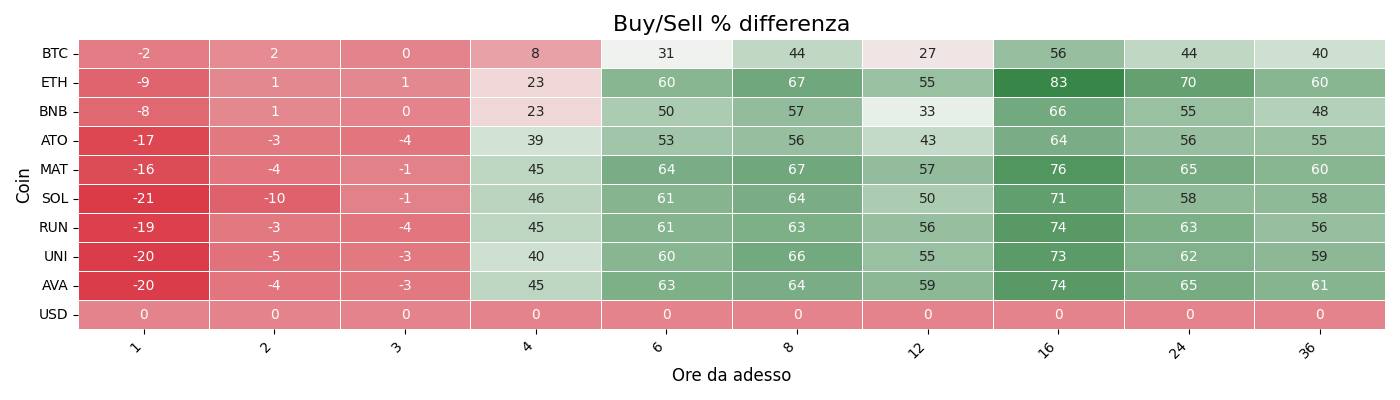 Buy/Sell % differenza
Coin
BTC -2 2 0 8 31 44 27 56 44 40
ETH -9 1 1 23 60 67 55 83 70 60
BNB -8 1 0 23 50 57 33 66 55 48
ATO -17 -3 -4 39 53 56 43 64 56 55
MAT -16 -4 -1 45 64 67 57 76 65 60
SOL -21 -10 -1 46 61 64 50 71 58 58
RUN -19 -3 -4 45 61 63 56 74 63 56
UNI -20 -5 -3 40 60 66 55 73 62 59
AVA -20 -4 -3 45 63 64 59 74 65 61
USD 0 0 0 0 0 0 0 0 0 0
1 2 3 4 6 8 12 16 24 36
Ore da adesso